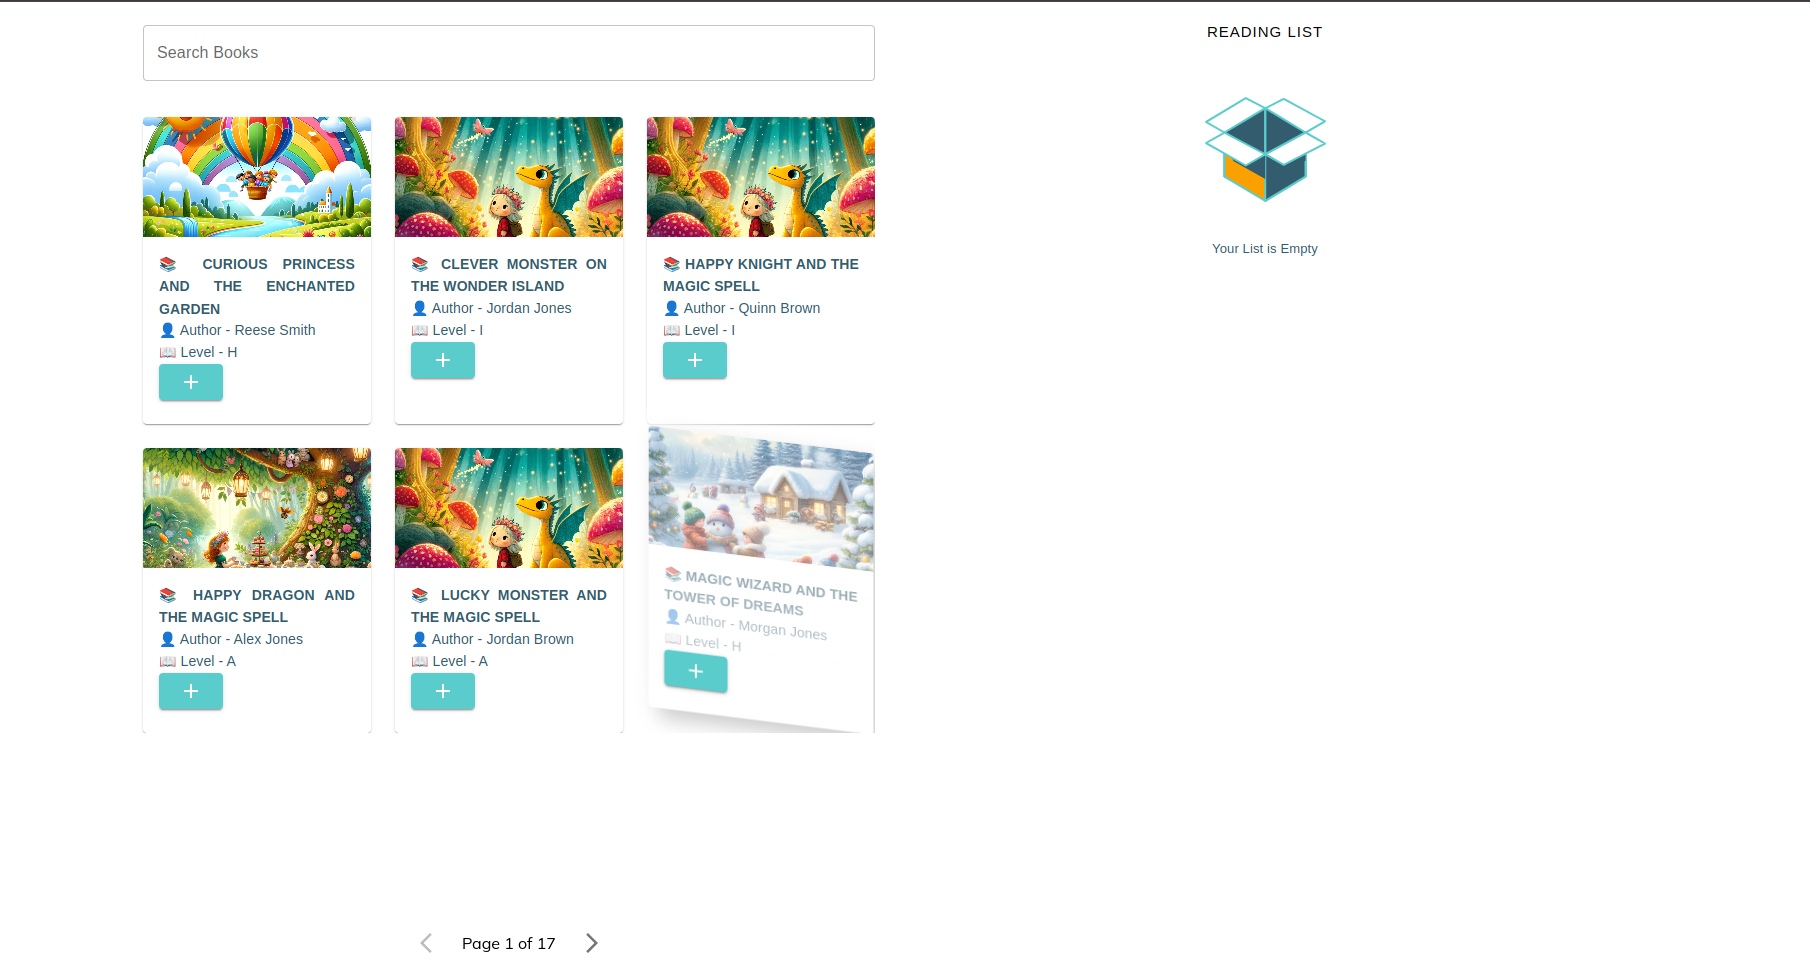 Search Books
READING LIST
Your List is Empty
📚 CURIOUS PRINCESS
AND THE ENCHANTED
GARDEN
👤 Author - Reese Smith
📖 Level - H
+
📚 CLEVER MONSTER ON
THE WONDER ISLAND
👤 Author - Jordan Jones
📖 Level - I
+
📚 HAPPY KNIGHT AND THE
MAGIC SPELL
👤 Author - Quinn Brown
📖 Level - I
+
📚 HAPPY DRAGON AND
THE MAGIC SPELL
👤 Author - Alex Jones
📖 Level - A
+
📚 LUCKY MONSTER AND
THE MAGIC SPELL
👤 Author - Jordan Brown
📖 Level - A
+
📚 MAGIC WIZARD AND THE
TOWER OF DREAMS
👤 Author - Morgan Jones
📖 Level - H
+
Page 1 of 17